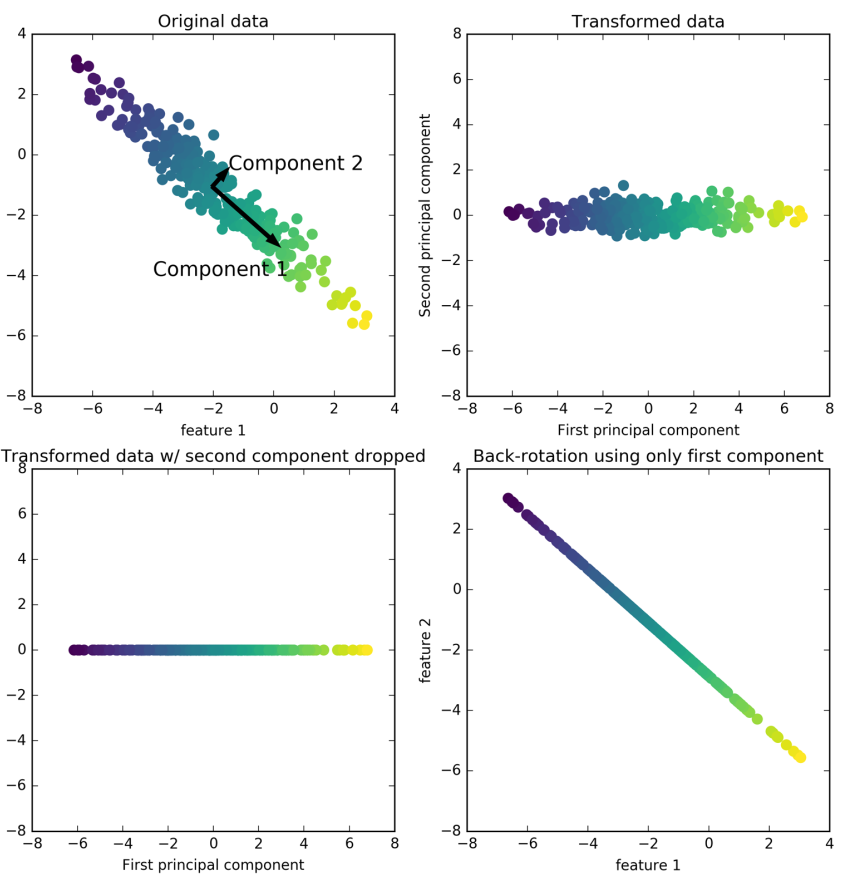 Original data
4
2
0
−2
−4
−6
−8
Component 2
Component 1
−8 −6 −4 −2 0 2 4
feature 1
Transformed data
8
6
4
2
0
−2
−4
−6
−8
Second principal component
−8 −6 −4 −2 0 2 4 6 8
First principal component
Transformed data w/ second component dropped
8
6
4
2
0
−2
−4
−6
−8
−8 −6 −4 −2 0 2 4 6 8
First principal component
Back-rotation using only first component
4
2
0
−2
−4
−6
−8
feature 2
−8 −6 −4 −2 0 2 4
feature 1